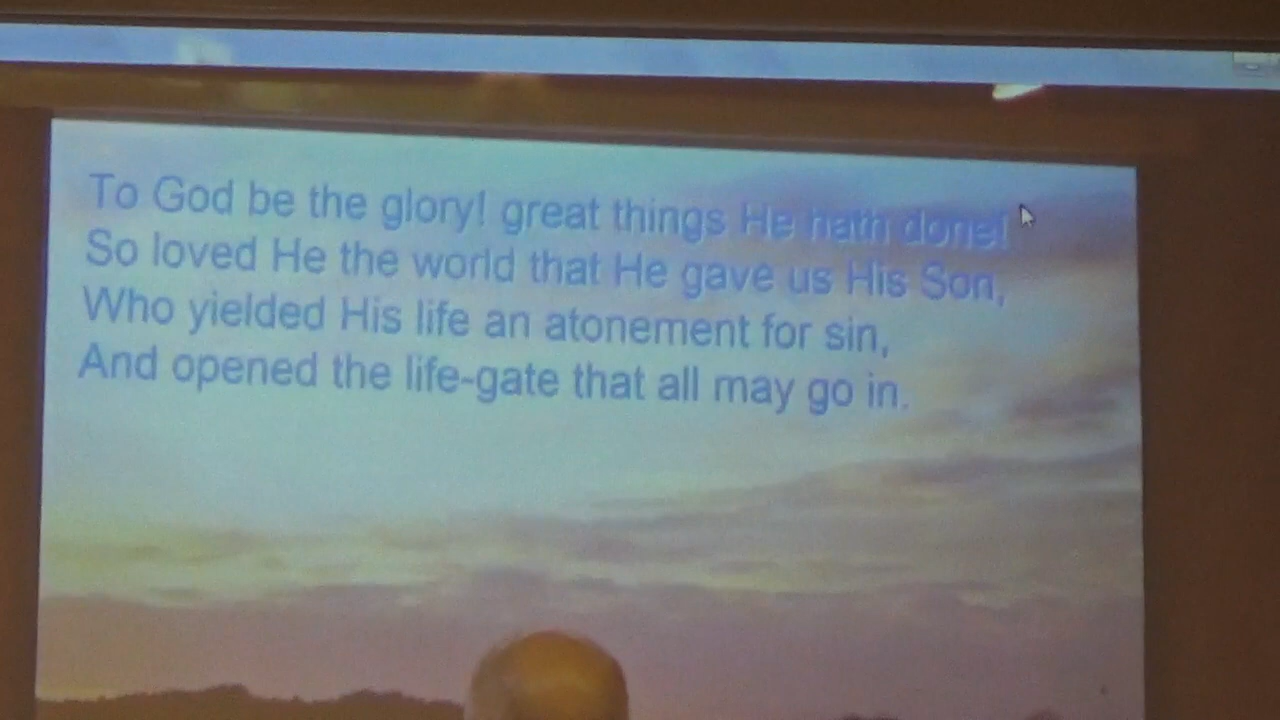 To God be the glory! great things He hath done!
So loved He the world that He gave us His Son,
Who yielded His life an atonement for sin,
And opened the life-gate that all may go in.